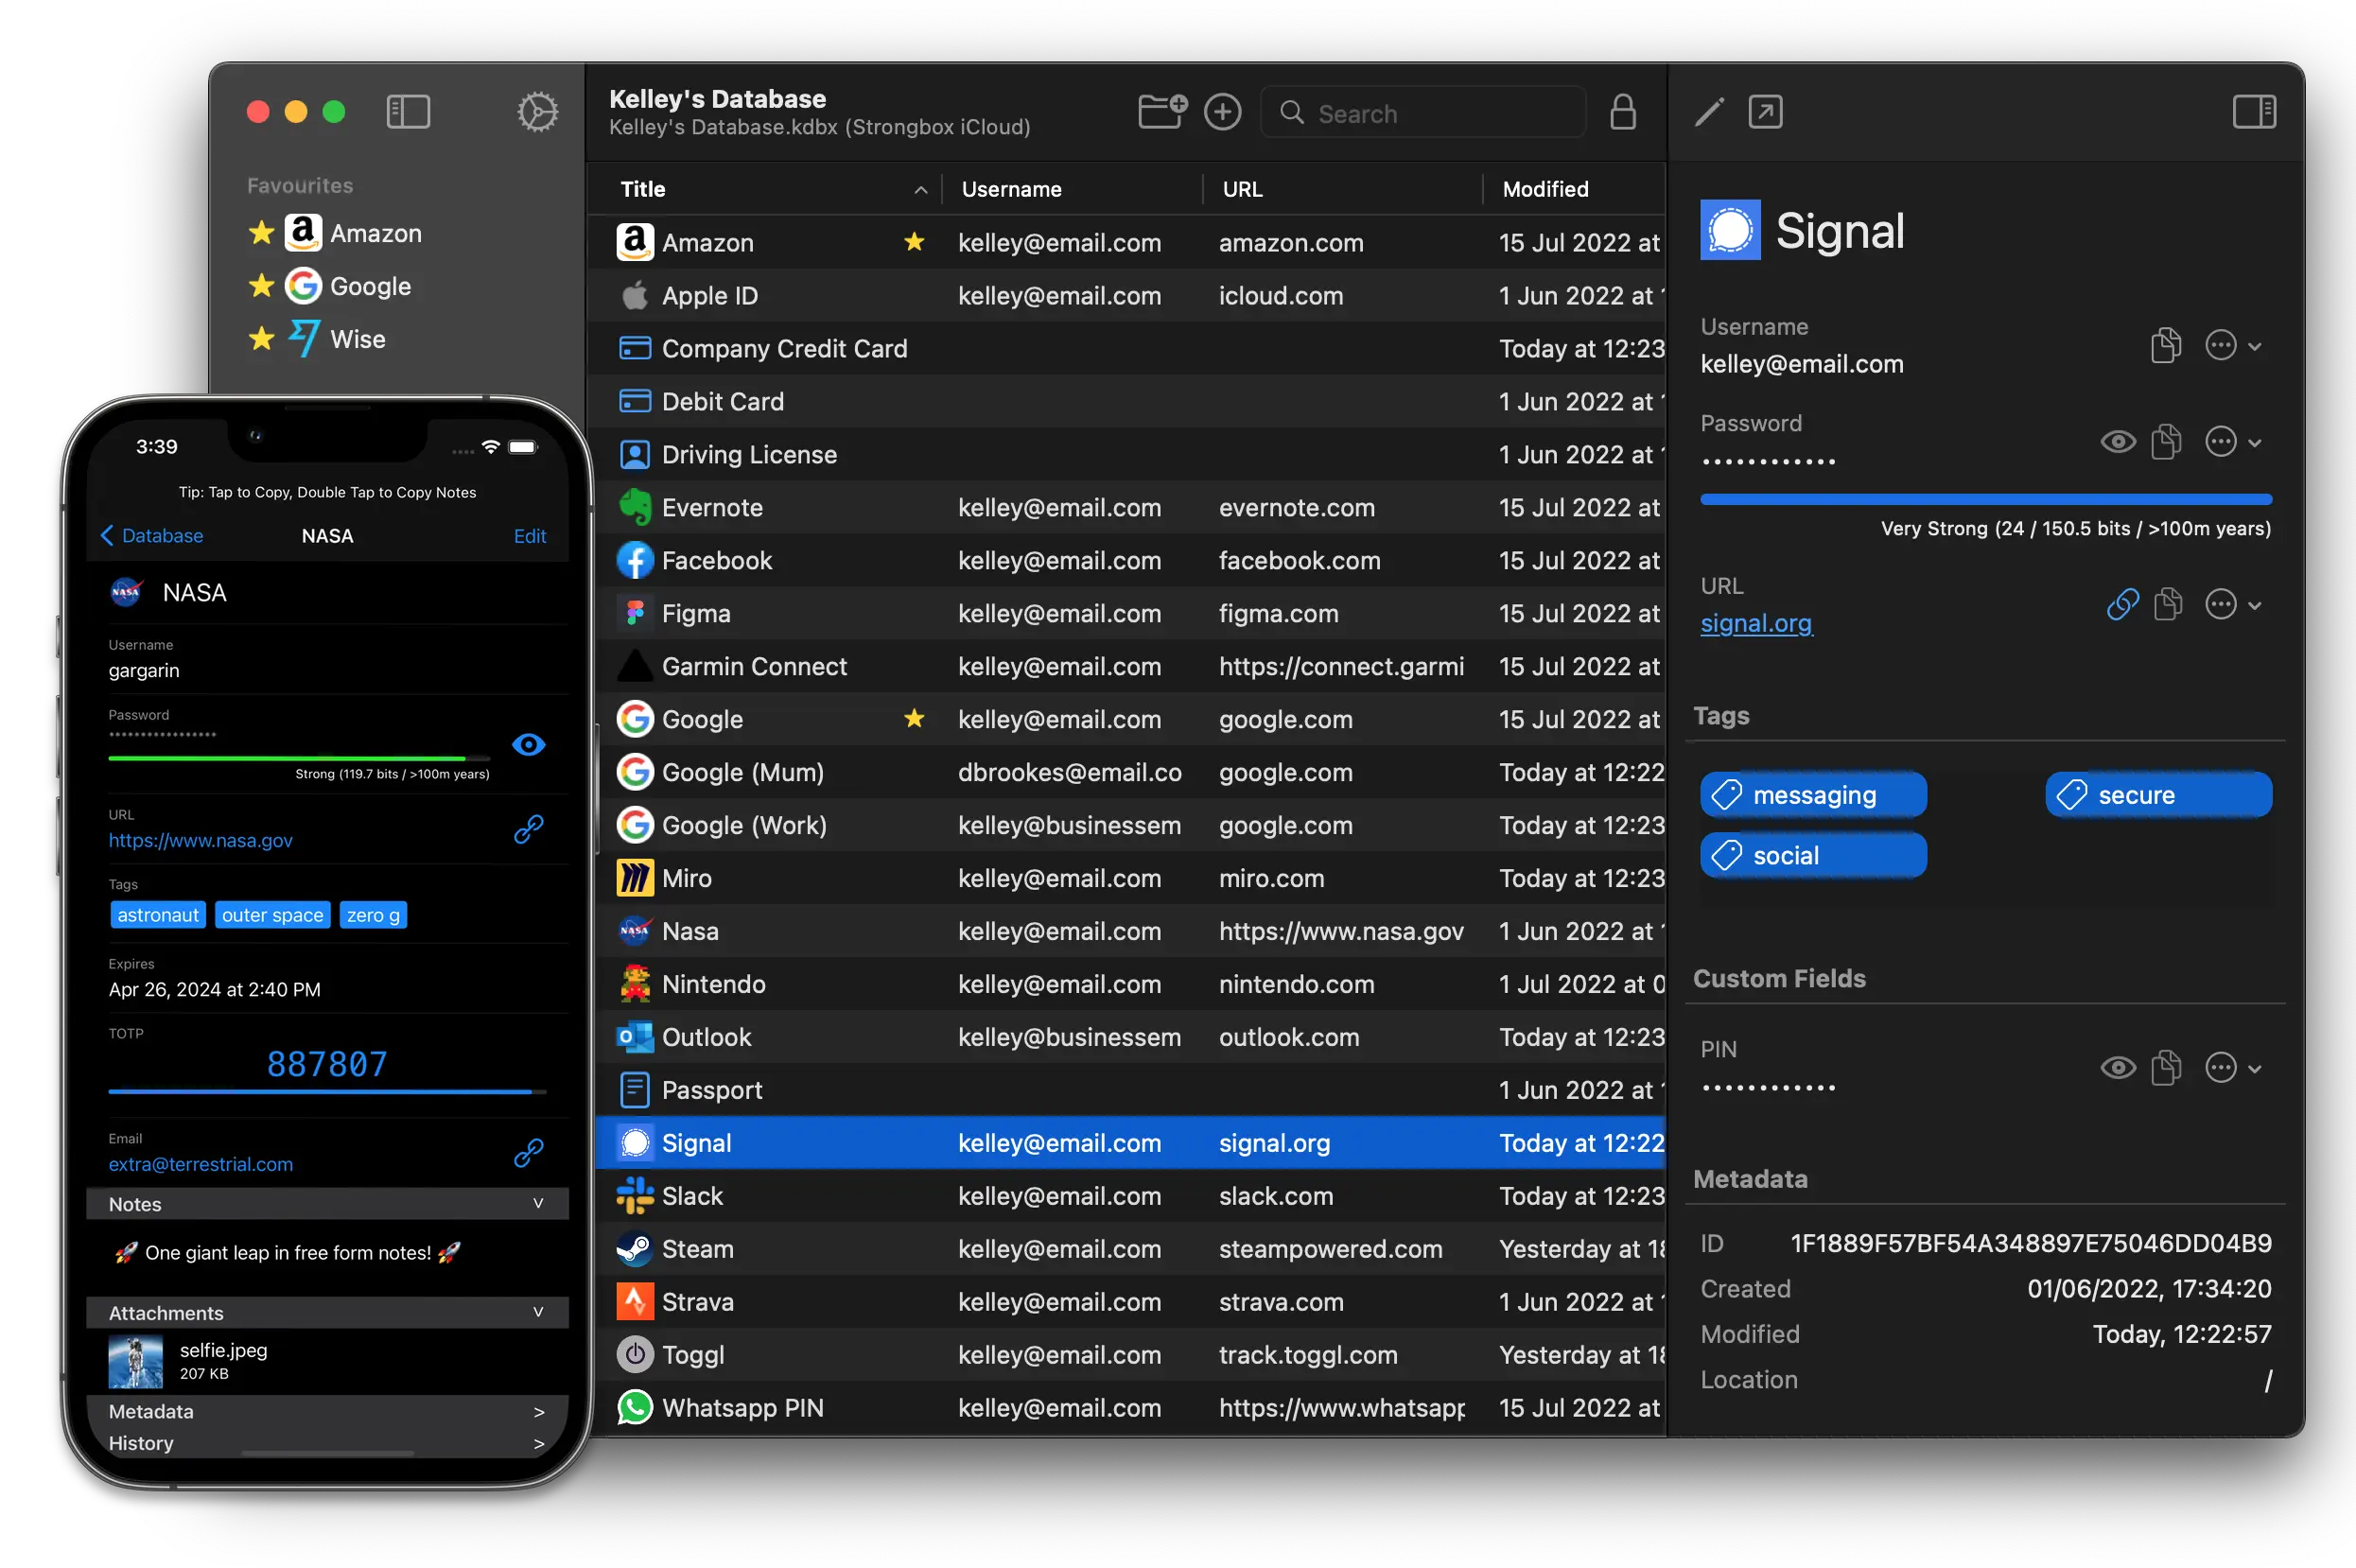 Kelley's Database
Kelley's Database.kdbx (Strongbox iCloud)
Search
Favourites
Amazon
Google
Wise
Title Username URL Modified
Amazon kelley@email.com amazon.com 15 Jul 2022 at
Apple ID kelley@email.com icloud.com 1 Jun 2022 at
Company Credit Card Today at 12:23
Debit Card 1 Jun 2022 at
Driving License 1 Jun 2022 at
Evernote kelley@email.com evernote.com 15 Jul 2022 at
Facebook kelley@email.com facebook.com 15 Jul 2022 at
Figma kelley@email.com figma.com 15 Jul 2022 at
Garmin Connect kelley@email.com https://connect.garmi 15 Jul 2022 at
Google kelley@email.com google.com 15 Jul 2022 at
Google (Mum) dbrookes@email.co google.com Today at 12:22
Google (Work) kelley@businessem google.com Today at 12:23
Miro kelley@email.com miro.com Today at 12:23
Nasa kelley@email.com https://www.nasa.gov 1 Jun 2022 at
Nintendo kelley@email.com nintendo.com 1 Jul 2022 at 0
Outlook kelley@businessem outlook.com Today at 12:23
Passport 1 Jun 2022 at
Signal kelley@email.com signal.org Today at 12:22
Slack kelley@email.com slack.com Today at 12:23
Steam kelley@email.com steampowered.com Yesterday at 18
Strava kelley@email.com strava.com 1 Jun 2022 at
Toggl kelley@email.com track.toggl.com Yesterday at 18
Whatsapp PIN kelley@email.com https://www.whatsapp 15 Jul 2022 at
Signal
Username
kelley@email.com
Password
••••••••••••
Very Strong (24 / 150.5 bits / >100m years)
URL
signal.org
Tags
messaging secure
social
Custom Fields
PIN
••••••••••••
Metadata
ID 1F1889F57BF54A348897E75046DD04B9
Created 01/06/2022, 17:34:20
Modified Today, 12:22:57
Location /
3:39
Tip: Tap to Copy, Double Tap to Copy Notes
Database NASA Edit
NASA
NASA
Username
gargarin
Password
Strong (119.7 bits / >100m years)
URL
https://www.nasa.gov
Tags
astronaut outer space zero g
Expires
Apr 26, 2024 at 2:40 PM
TOTP
887807
Email
extra@terrestrial.com
Notes
🚀 One giant leap in free form notes! 🚀
Attachments
selfie.jpeg
207 KB
Metadata >
History >